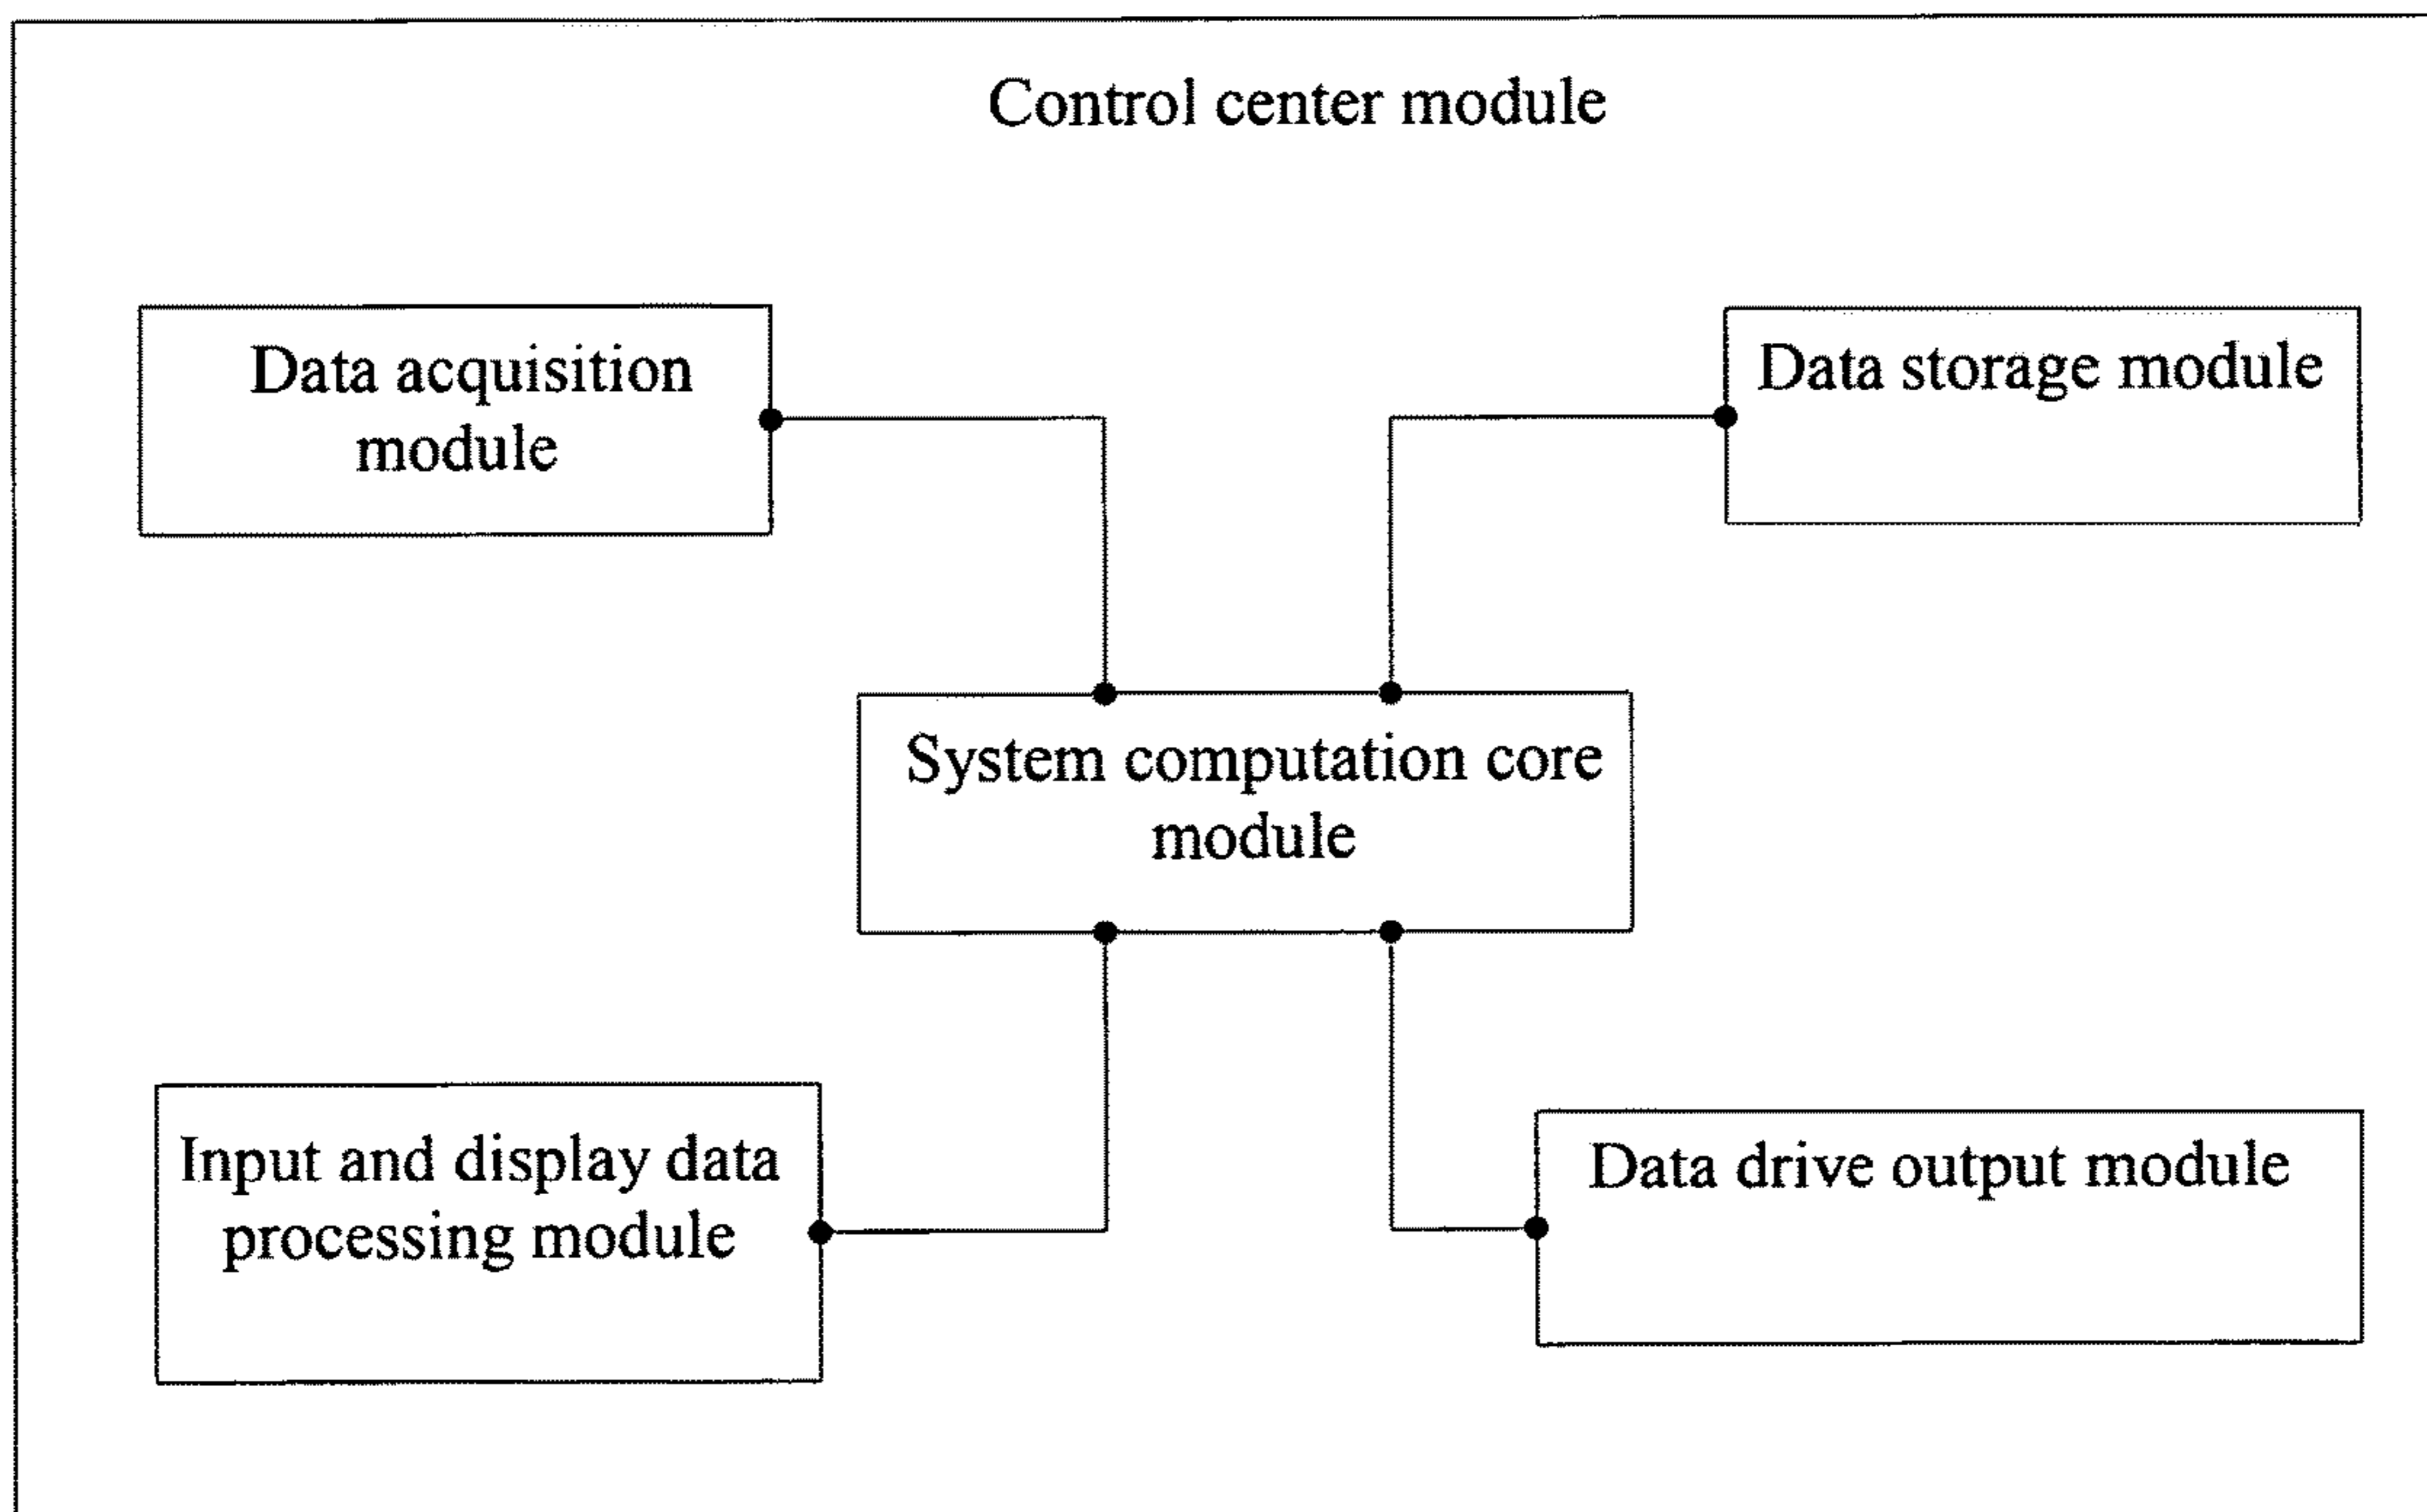 Control center module
Data acquisition
module
Data storage module
System computation core
module
Input and display data
processing module
Data drive output module